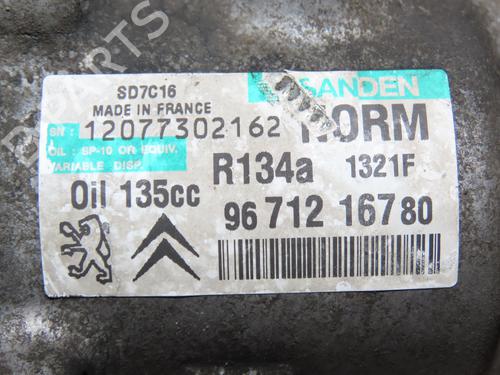 SD7C16
SANDEN
MADE IN FRANCE
SN: 12077302162 NORM
OIL : SP-10 OR EQUIV.
VARIABLE DISP.
R134a 1321F
Oil 135cc
96 712 167 80